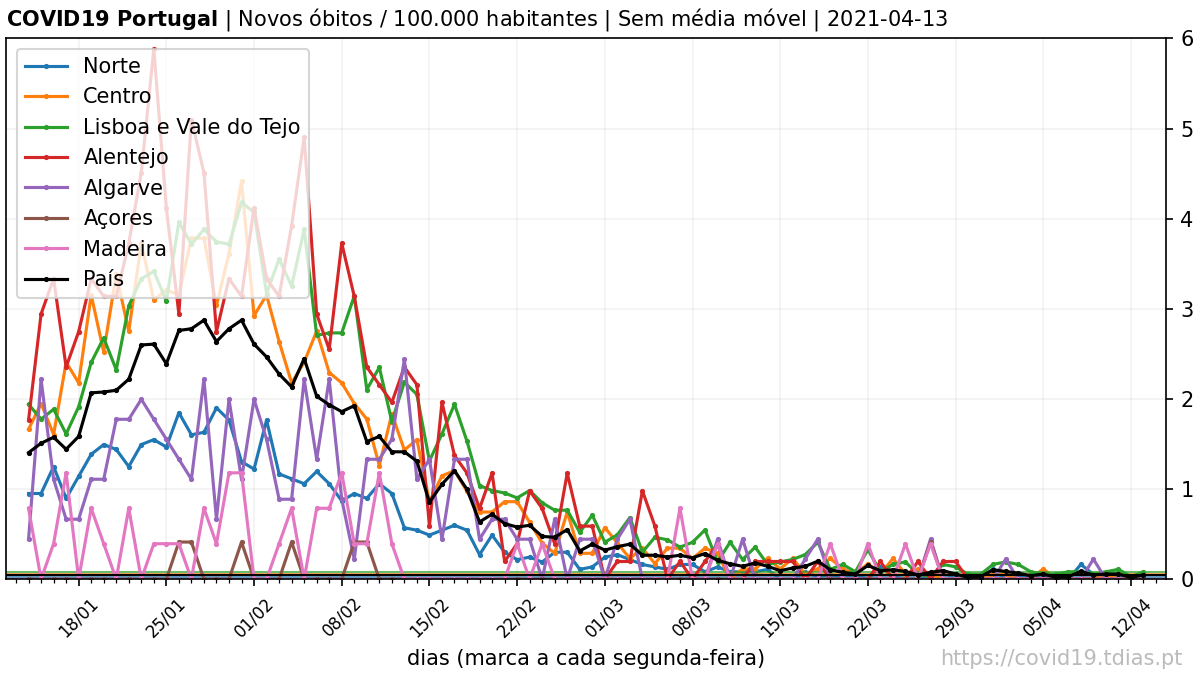 COVID19 Portugal | Novos óbitos / 100.000 habitantes | Sem média móvel | 2021-04-13
Norte
Centro
Lisboa e Vale do Tejo
Alentejo
Algarve
Açores
Madeira
País
6
5
4
3
2
1
0
18/01
25/01
01/02
08/02
15/02
22/02
01/03
08/03
15/03
22/03
29/03
05/04
12/04
dias (marca a cada segunda-feira)
https://covid19.tdias.pt